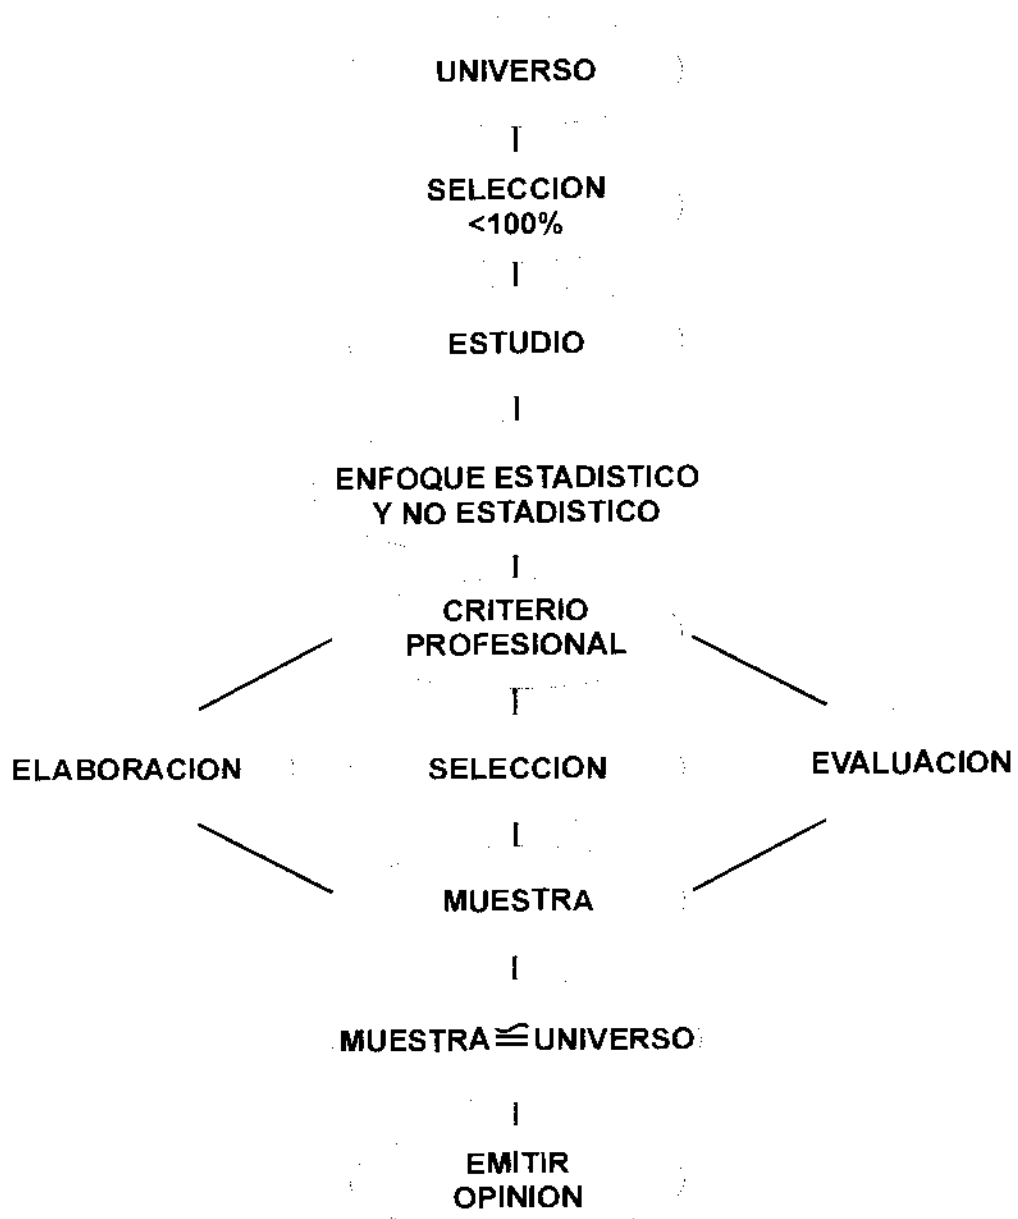 UNIVERSO
SELECCION
<100%
ESTUDIO
ENFOQUE ESTADISTICO
Y NO ESTADISTICO
CRITERIO
PROFESIONAL
ELABORACION
SELECCION
EVALUACION
MUESTRA
MUESTRA ≌ UNIVERSO
EMITIR
OPINION